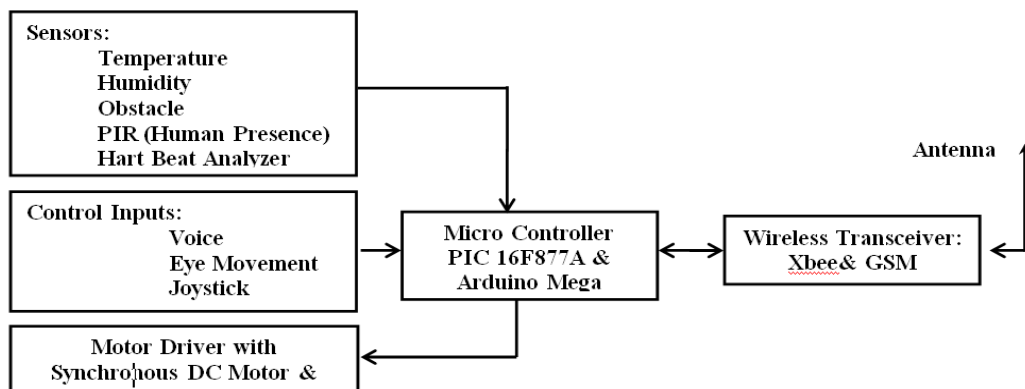 Sensors:
Temperature
Humidity
Obstacle
PIR (Human Presence)
Hart Beat Analyzer
Antenna
Control Inputs:
Voice
Eye Movement
Joystick
Micro Controller
PIC 16F877A &
Arduino Mega
Wireless Transceiver:
Xbee& GSM
Motor Driver with
Synchronous DC Motor &